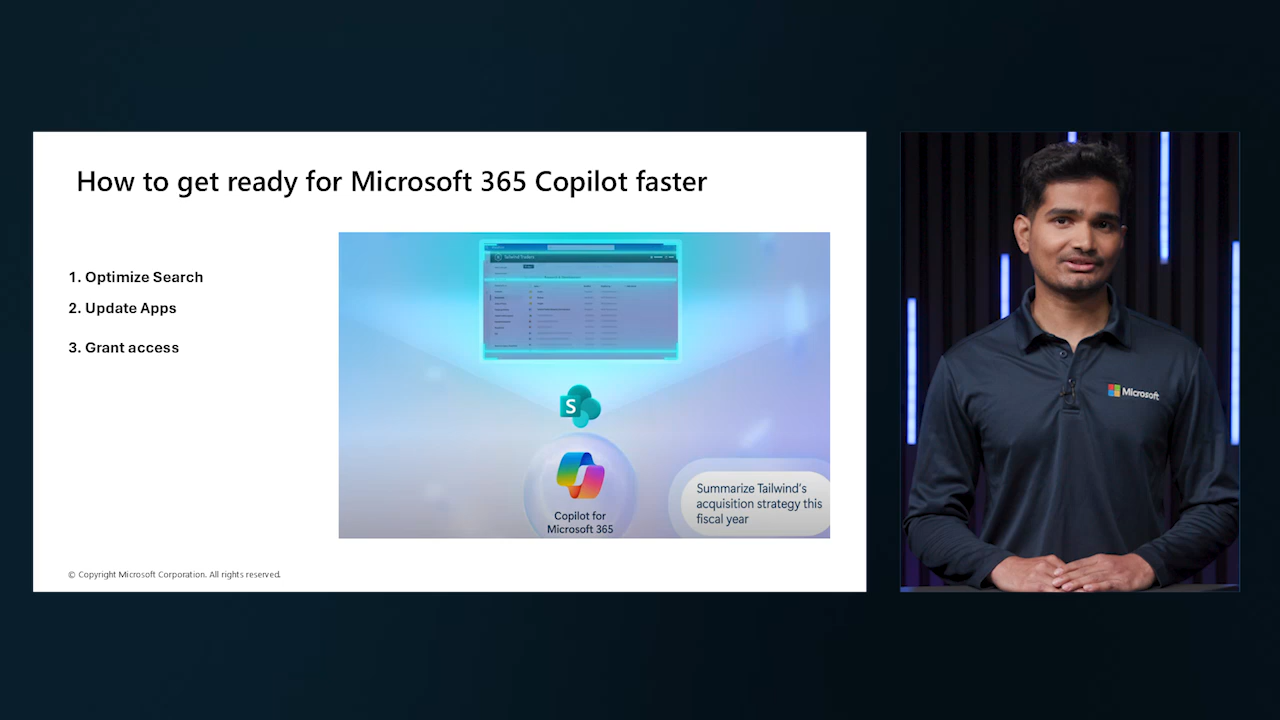 How to get ready for Microsoft 365 Copilot faster
1. Optimize Search
2. Update Apps
3. Grant access
S
Copilot for
Microsoft 365
Summarize Tailwind's
acquisition strategy this
fiscal year
© Copyright Microsoft Corporation. All rights reserved.
Microsoft